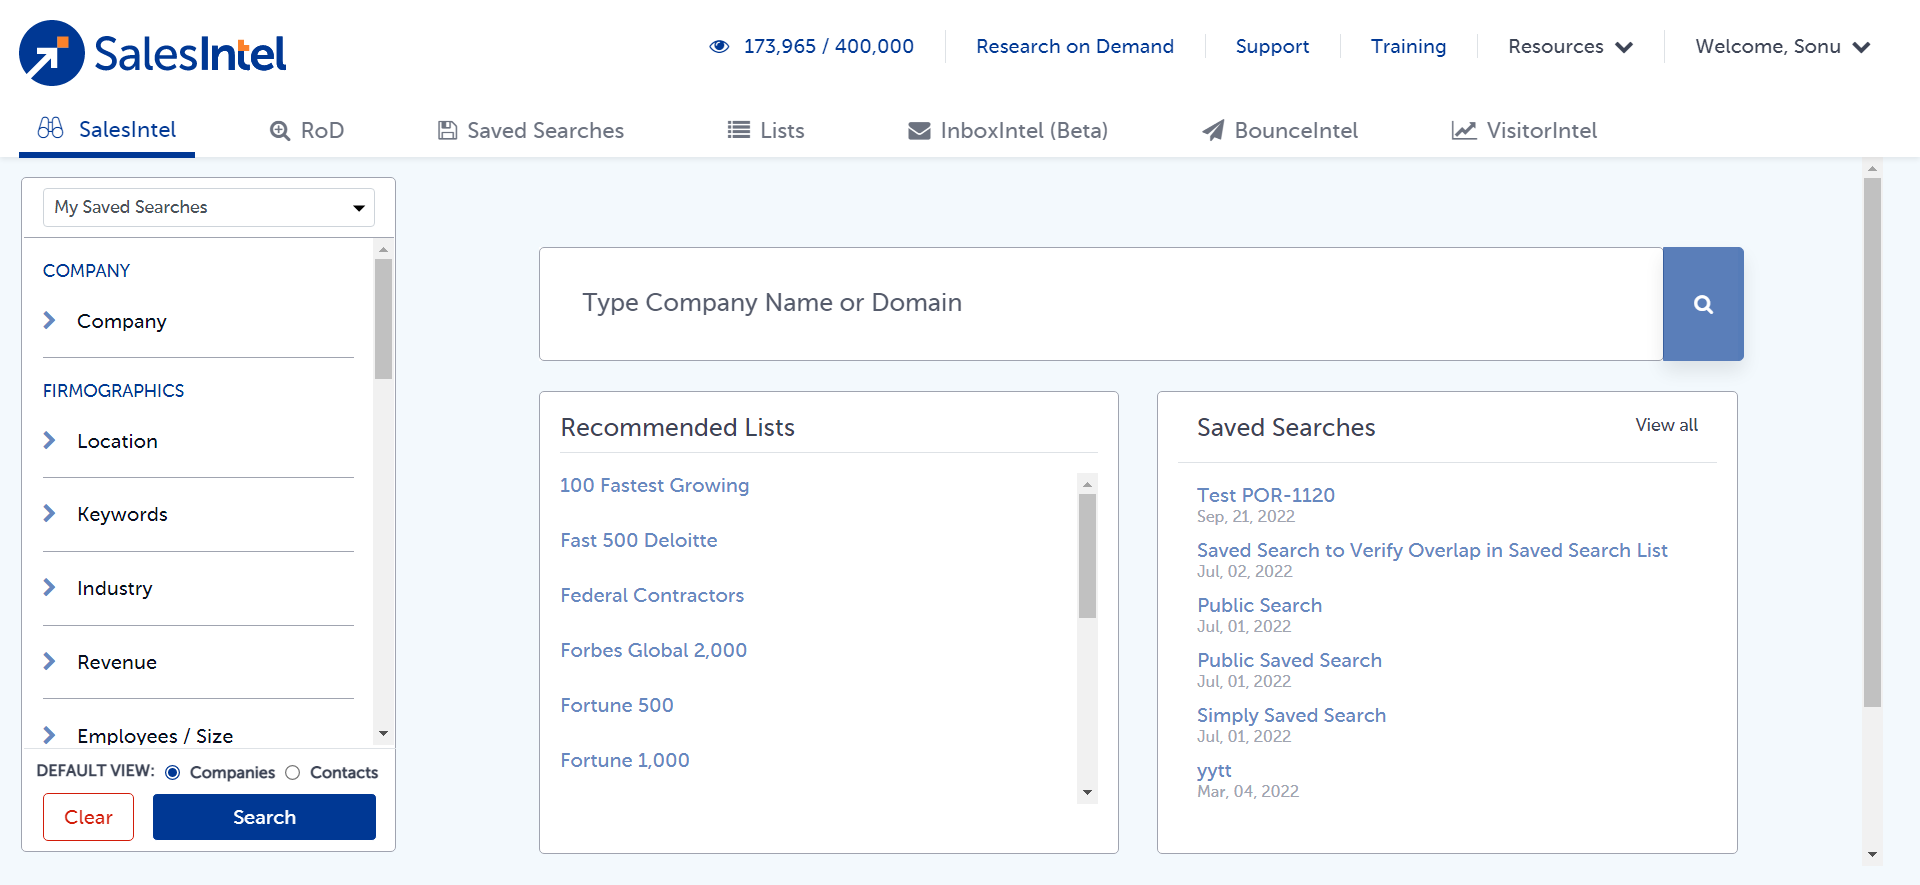 SalesIntel
173,965 / 400,000
Research on Demand
Support
Training
Resources
Welcome, Sonu
SalesIntel
RoD
Saved Searches
Lists
InboxIntel (Beta)
BounceIntel
VisitorIntel
My Saved Searches
COMPANY
Company
FIRMOGRAPHICS
Location
Keywords
Industry
Revenue
Employees / Size
DEFAULT VIEW: Companies Contacts
Clear
Search
Type Company Name or Domain
Recommended Lists
100 Fastest Growing
Fast 500 Deloitte
Federal Contractors
Forbes Global 2,000
Fortune 500
Fortune 1,000
Saved Searches
View all
Test POR-1120
Sep, 21, 2022
Saved Search to Verify Overlap in Saved Search List
Jul, 02, 2022
Public Search
Jul, 01, 2022
Public Saved Search
Jul, 01, 2022
Simply Saved Search
Jul, 01, 2022
yytt
Mar, 04, 2022